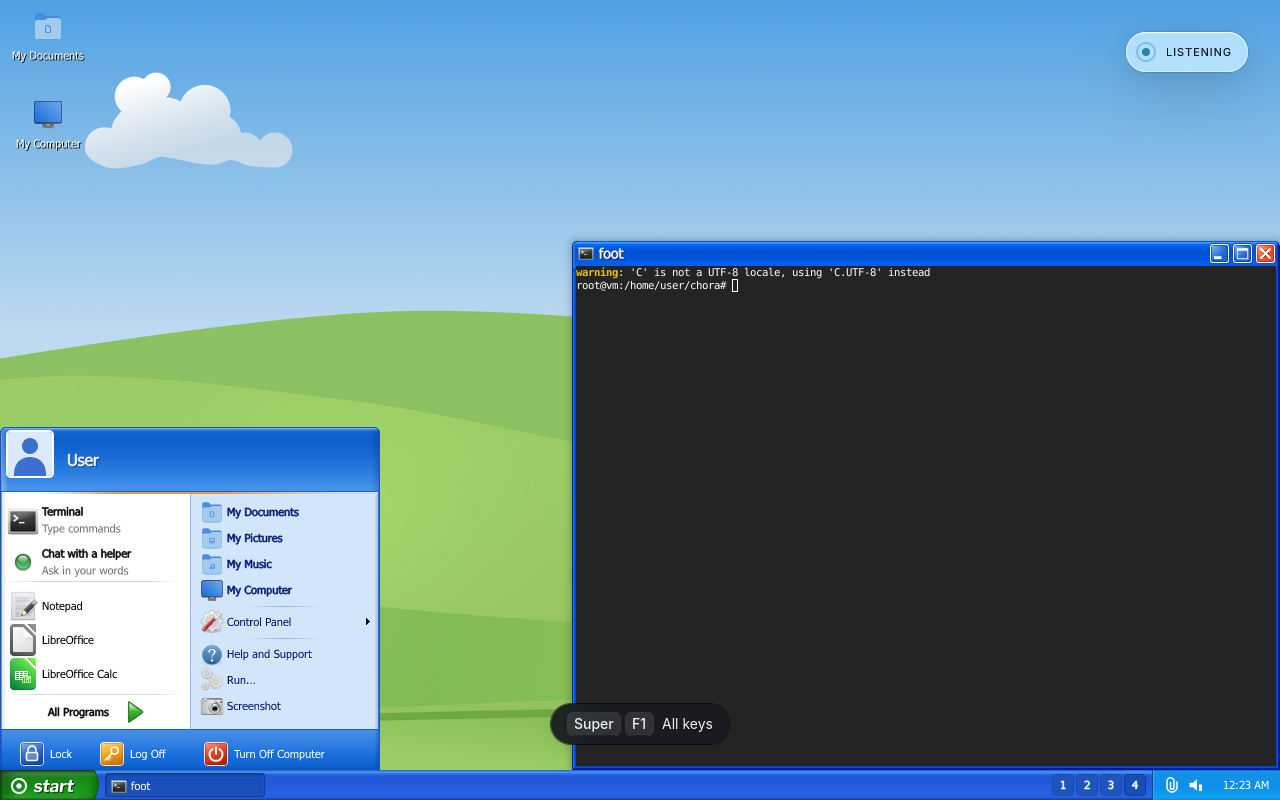 My Documents
My Computer
LISTENING
foot
warning: 'C' is not a UTF-8 locale, using 'C.UTF-8' instead
root@vm:/home/user/chora#
User
Terminal
Type commands
Chat with a helper
Ask in your words
Notepad
LibreOffice
LibreOffice Calc
All Programs
My Documents
My Pictures
My Music
My Computer
Control Panel
Help and Support
Run...
Screenshot
Lock
Log Off
Turn Off Computer
Super F1 All keys
start
foot
1 2 3 4
12:23 AM